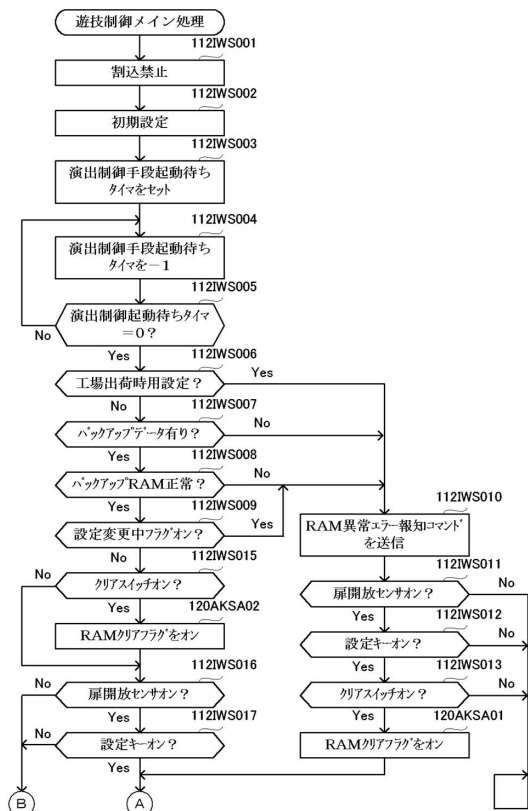 遊技制御メイン処理
112IWS001
割込禁止
112IWS002
初期設定
112IWS003
演出制御手段起動待ち
タイマをセット
112IWS004
演出制御手段起動待ち
タイマを－1
112IWS005
演出制御起動待ちタイマ
=0?
No
Yes
112IWS006
工場出荷時用設定?
Yes
No
112IWS007
バックアップデータ有り?
No
Yes
112IWS008
バックアップRAM正常?
No
Yes
112IWS009
設定変更中フラグオン?
Yes
No
112IWS015
クリアスイッチオン?
No
Yes
120AKSA02
RAMクリアフラグをオン
112IWS016
扉開放センサオン?
No
Yes
112IWS017
設定キーオン?
No
Yes
B
A
112IWS010
RAM異常エラー報知コマンド
を送信
112IWS011
扉開放センサオン?
No
Yes
112IWS012
設定キーオン?
No
Yes
112IWS013
クリアスイッチオン?
No
Yes
120AKSA01
RAMクリアフラグをオン